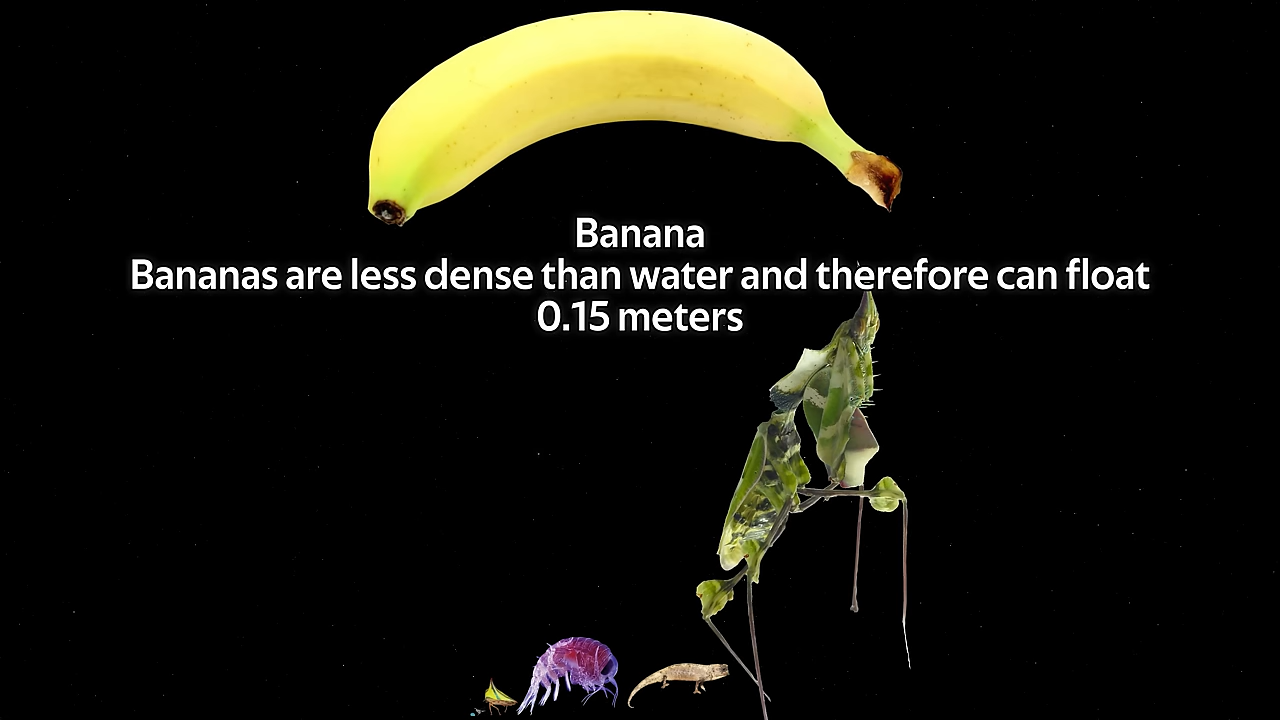 Banana
Bananas are less dense than water and therefore can float
0.15 meters